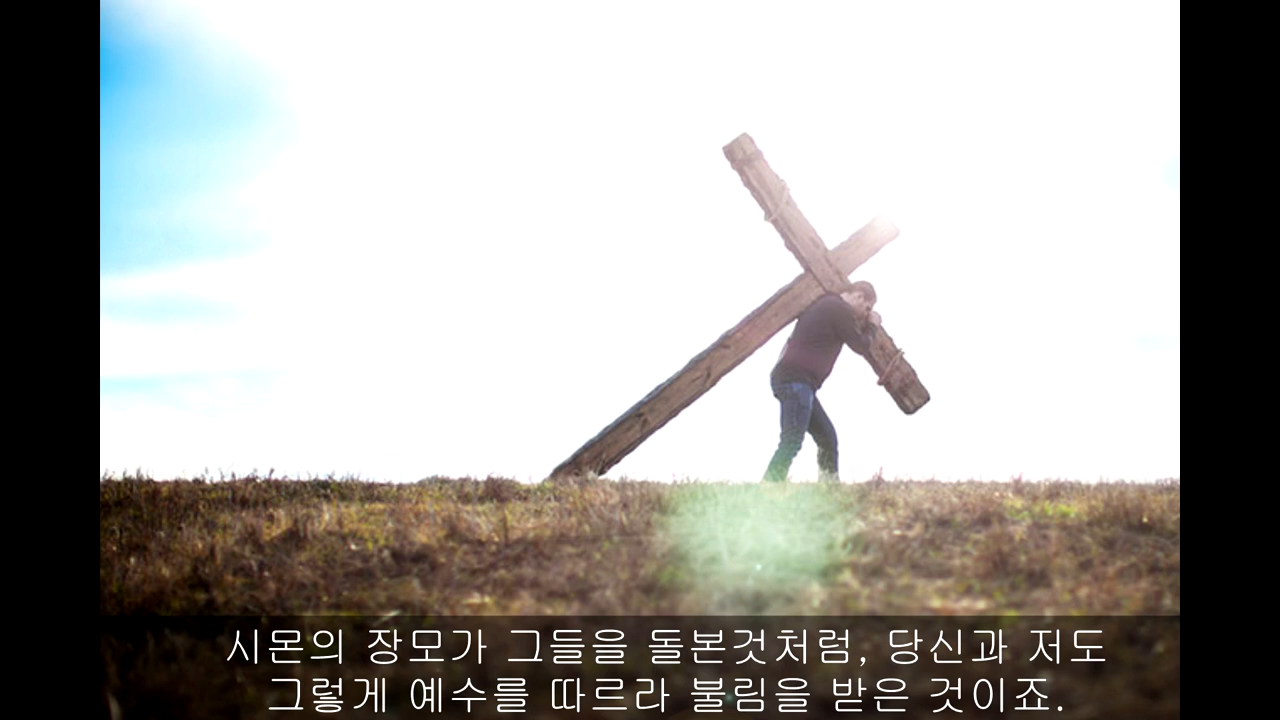 시몬의 장모가 그들을 돌본것처럼, 당신과 저도
그렇게 예수를 따르라 불림을 받은 것이죠.